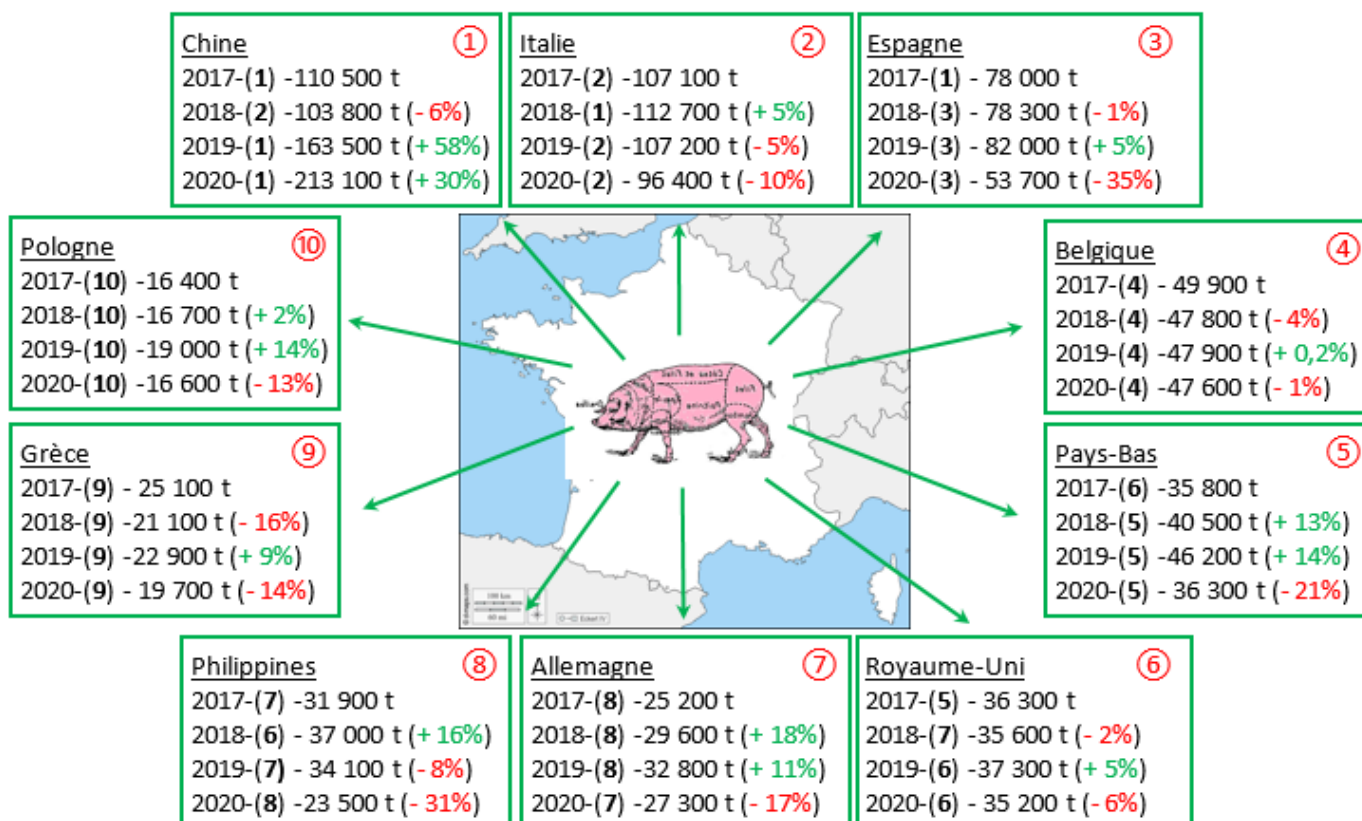 Chine ①
2017-(1) -110 500 t
2018-(2) -103 800 t (- 6%)
2019-(1) -163 500 t (+ 58%)
2020-(1) -213 100 t (+ 30%)
Italie ②
2017-(2) -107 100 t
2018-(1) -112 700 t (+ 5%)
2019-(2) -107 200 t (- 5%)
2020-(2) - 96 400 t (- 10%)
Espagne ③
2017-(1) - 78 000 t
2018-(3) - 78 300 t (- 1%)
2019-(3) - 82 000 t (+ 5%)
2020-(3) - 53 700 t (- 35%)
Pologne ⑩
2017-(10) -16 400 t
2018-(10) -16 700 t (+ 2%)
2019-(10) -19 000 t (+ 14%)
2020-(10) -16 600 t (- 13%)
Belgique ④
2017-(4) - 49 900 t
2018-(4) -47 800 t (- 4%)
2019-(4) -47 900 t (+ 0,2%)
2020-(4) -47 600 t (- 1%)
Grèce ⑨
2017-(9) - 25 100 t
2018-(9) -21 100 t (- 16%)
2019-(9) -22 900 t (+ 9%)
2020-(9) - 19 700 t (- 14%)
Pays-Bas ⑤
2017-(6) -35 800 t
2018-(5) -40 500 t (+ 13%)
2019-(5) -46 200 t (+ 14%)
2020-(5) - 36 300 t (- 21%)
100 km
60 mi
Philippines ⑧
2017-(7) -31 900 t
2018-(6) - 37 000 t (+ 16%)
2019-(7) - 34 100 t (- 8%)
2020-(8) -23 500 t (- 31%)
Allemagne ⑦
2017-(8) -25 200 t
2018-(8) -29 600 t (+ 18%)
2019-(8) -32 800 t (+ 11%)
2020-(7) -27 300 t (- 17%)
Royaume-Uni ⑥
2017-(5) - 36 300 t
2018-(7) -35 600 t (- 2%)
2019-(6) -37 300 t (+ 5%)
2020-(6) -35 200 t (- 6%)